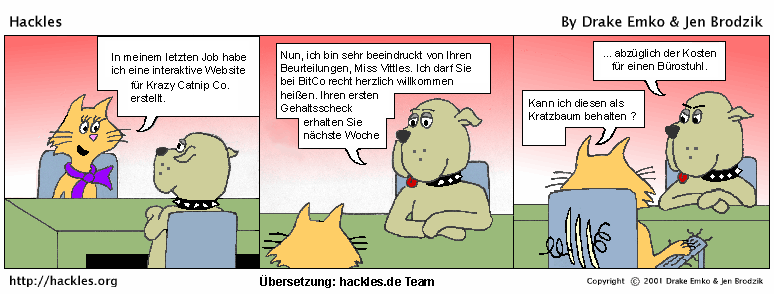 Hackles
By Drake Emko & Jen Brodzik
In meinem letzten Job habe
ich eine interaktive Website
für Krazy Catnip Co.
erstellt.
Nun, ich bin sehr beeindruckt von Ihren
Beurteilungen, Miss Vittles. Ich darf Sie
bei BitCo recht herzlich willkommen
heißen. Ihren ersten
Gehaltsscheck
erhalten Sie
nächste Woche
... abzüglich der Kosten
für einen Bürostuhl.
Kann ich diesen als
Kratzbaum behalten ?
http://hackles.org
Übersetzung: hackles.de Team
Copyright © 2001 Drake Emko & Jen Brodzik